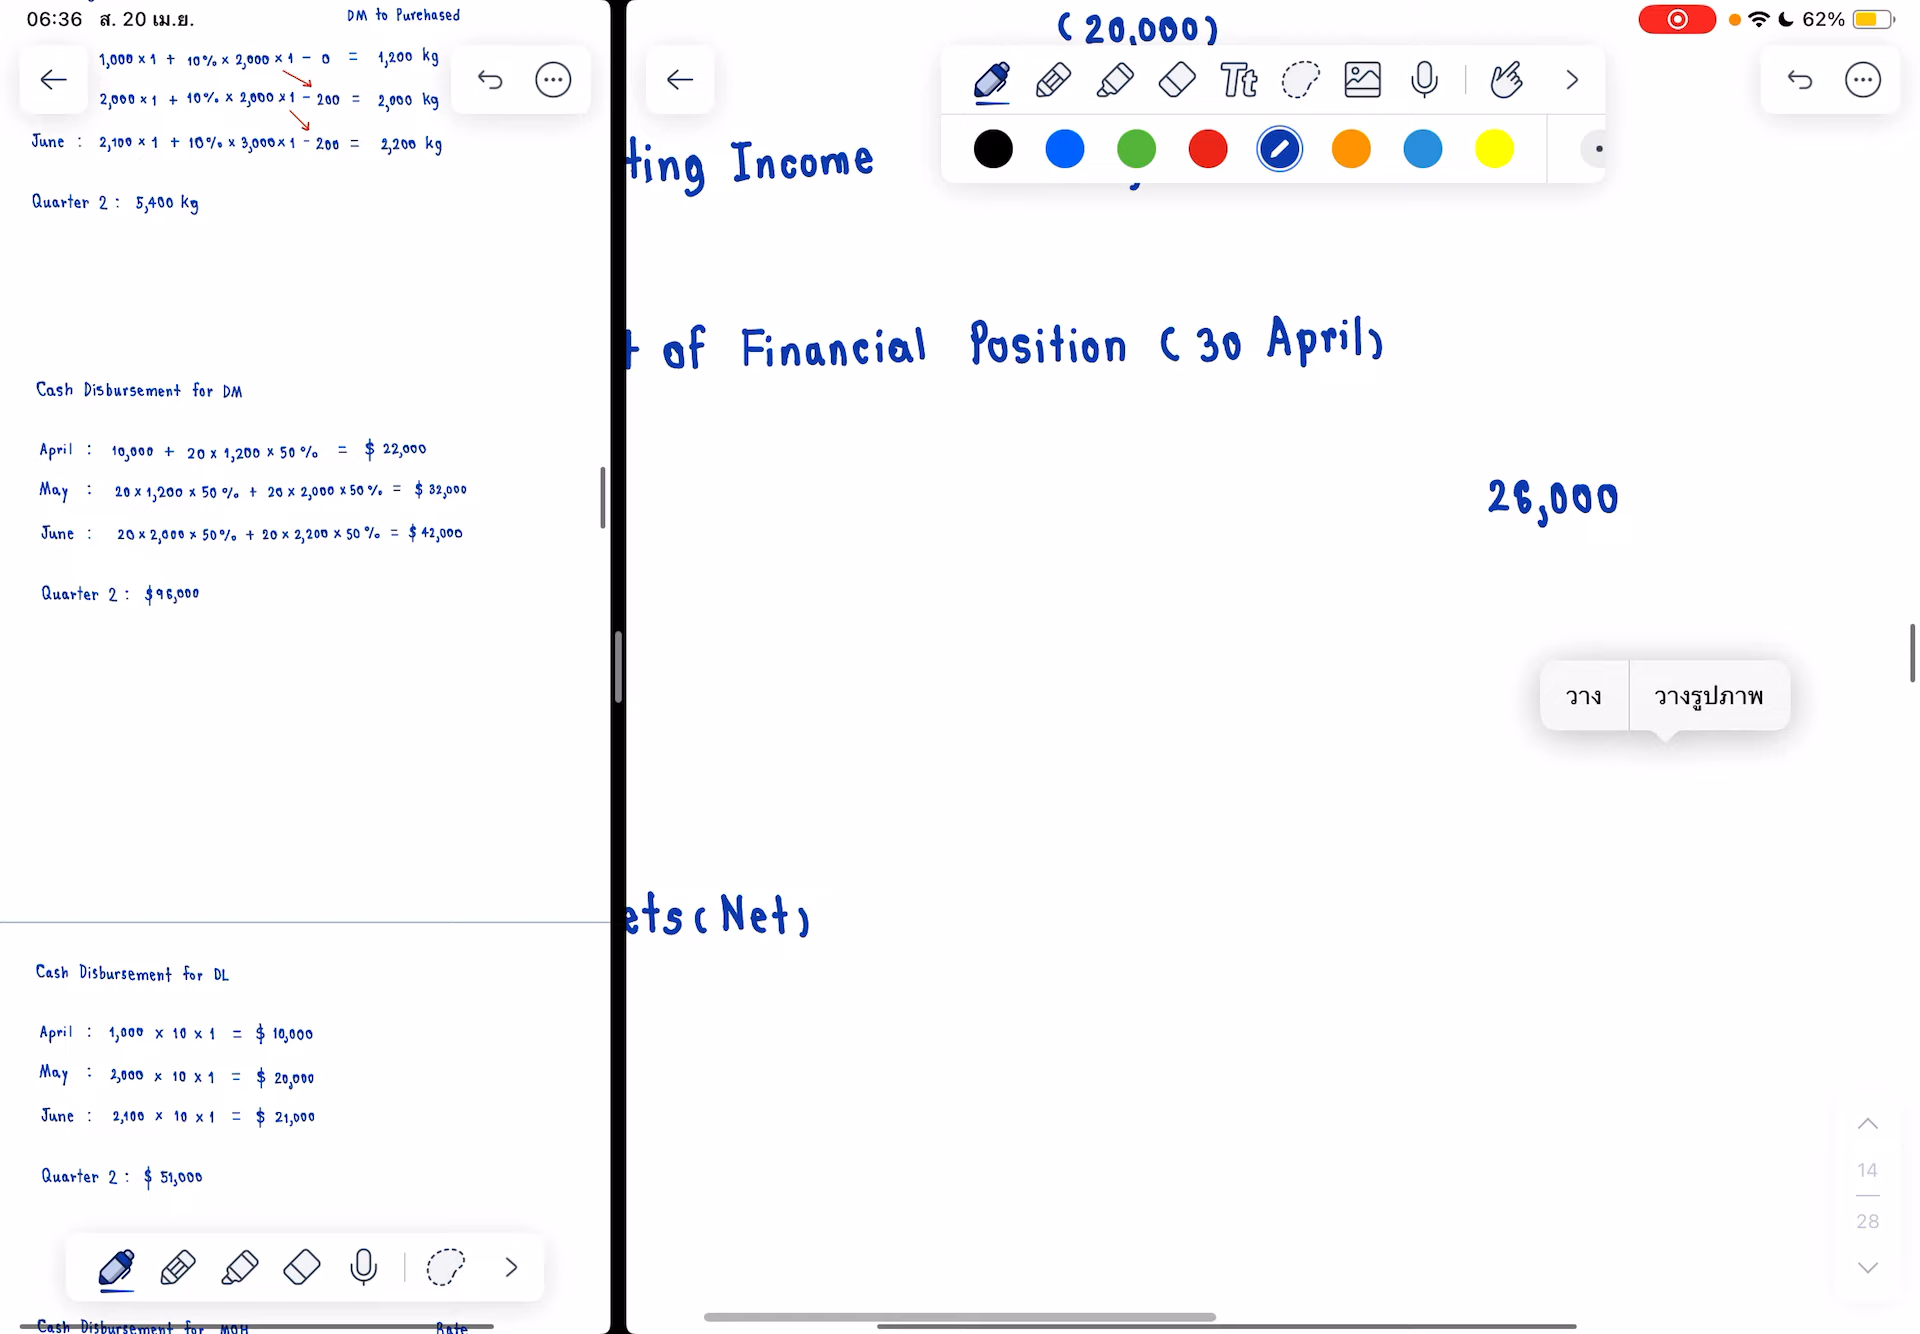 06:36 ส. 20 เม.ย.
DM to Purchased
1,000 × 1 + 10% × 2,000 × 1 - 0 = 1,200 kg
2,000 × 1 + 10% × 2,000 × 1 - 200 = 2,000 kg
June : 2,100 × 1 + 10% × 3,000 × 1 - 200 = 2,200 kg
Quarter 2 : 5,400 kg
Cash Disbursement for DM
April : 10,000 + 20 × 1,200 × 50% = $ 22,000
May : 20 × 1,200 × 50% + 20 × 2,000 × 50% = $ 32,000
June : 20 × 2,000 × 50% + 20 × 2,200 × 50% = $ 42,000
Quarter 2 : $96,000
Cash Disbursement for DL
April : 1,000 × 10 × 1 = $ 10,000
May : 2,000 × 10 × 1 = $ 20,000
June : 2,100 × 10 × 1 = $ 21,000
Quarter 2 : $ 51,000
Cash Disbursement for MOH Rate
62%
(20,000)
Tt
ting Income
t of Financial Position (30 April)
26,000
วาง วางรูปภาพ
ets (Net)
14
28